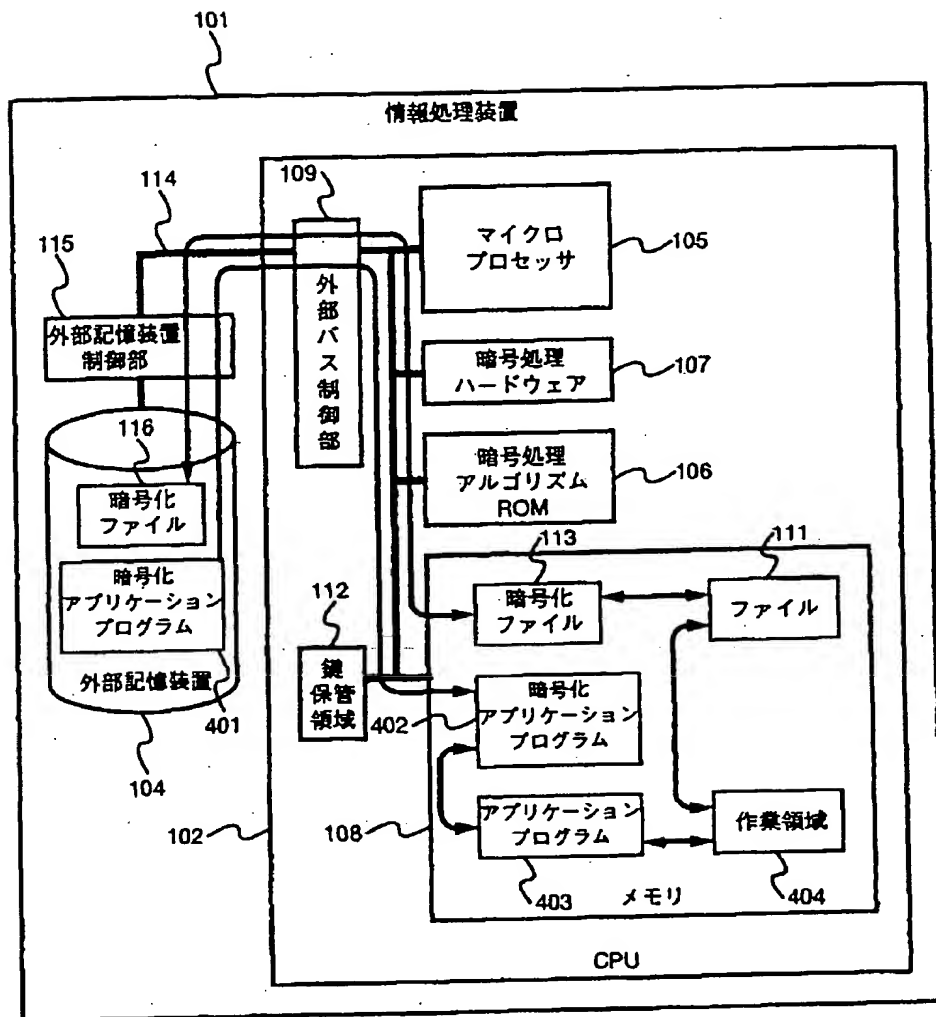 101
情報処理装置
114
109
115
マイクロ
プロセッサ
105
外部バス制御部
外部記憶装置
制御部
暗号処理
ハードウェア
107
116
暗号化
ファイル
暗号処理
アルゴリズム
ROM
106
113
111
暗号化
アプリケーション
プログラム
暗号化
ファイル
ファイル
112
鍵
保管
領域
外部記憶装置
401
402
暗号化
アプリケーション
プログラム
104
102
108
アプリケーション
プログラム
作業領域
403
メモリ
404
CPU